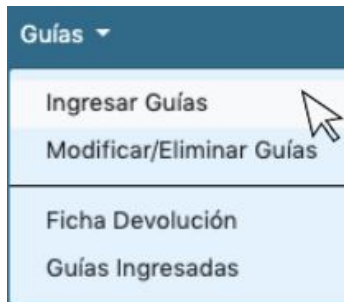 Guías
Ingresar Guías
Modificar/Eliminar Guías
Ficha Devolución
Guías Ingresadas